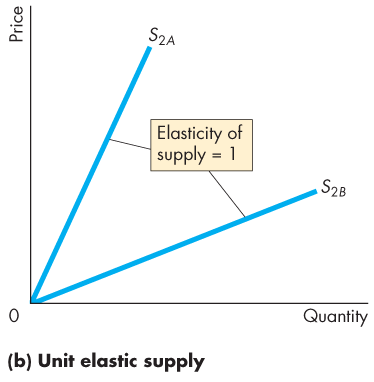 Price
S2A
Elasticity of
supply = 1
S2B
0
Quantity
(b) Unit elastic supply